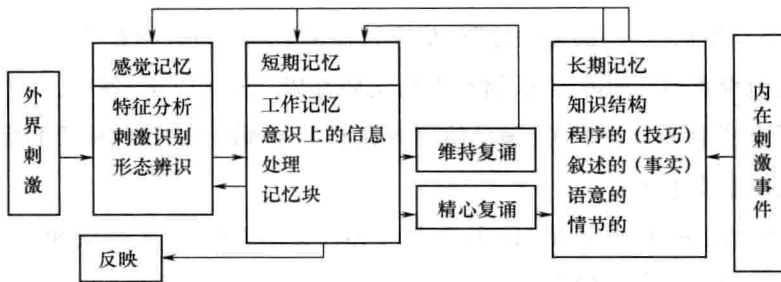 外界刺激
感觉记忆
特征分析
刺激识别
形态辨识
短期记忆
工作记忆
意识上的信息
处理
记忆块
维持复诵
精心复诵
长期记忆
知识结构
程序的（技巧）
叙述的（事实）
语意的
情节的
内在刺激事件
反映